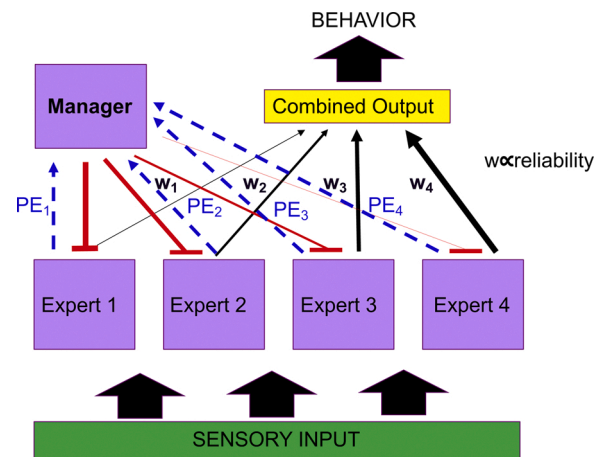 BEHAVIOR
Manager
Combined Output
w∝reliability
PE1
w1
PE2
w2
PE3
w3
PE4
w4
Expert 1
Expert 2
Expert 3
Expert 4
SENSORY INPUT